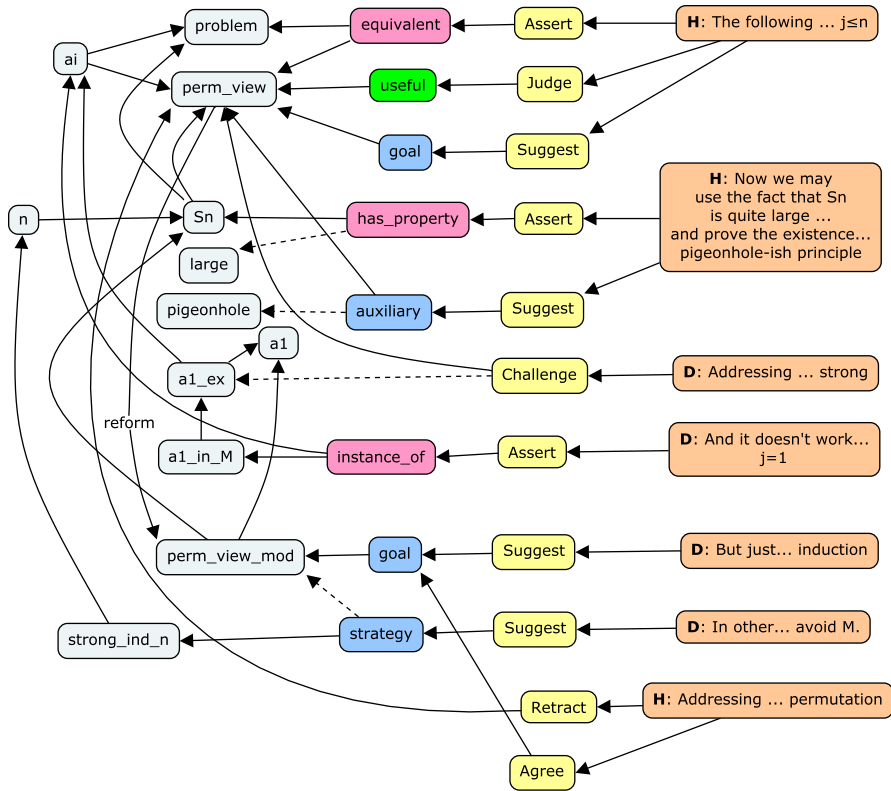 problem
equivalent
Assert
H: The following ... j≤n
ai
perm_view
useful
Judge
goal
Suggest
H: Now we may
use the fact that Sn
is quite large ...
and prove the existence...
pigeonhole-ish principle
n
Sn
has_property
Assert
large
pigeonhole
auxiliary
Suggest
a1
a1_ex
Challenge
D: Addressing ... strong
reform
a1_in_M
instance_of
Assert
D: And it doesn't work...
j=1
perm_view_mod
goal
Suggest
D: But just... induction
strong_ind_n
strategy
Suggest
D: In other... avoid M.
Retract
H: Addressing ... permutation
Agree